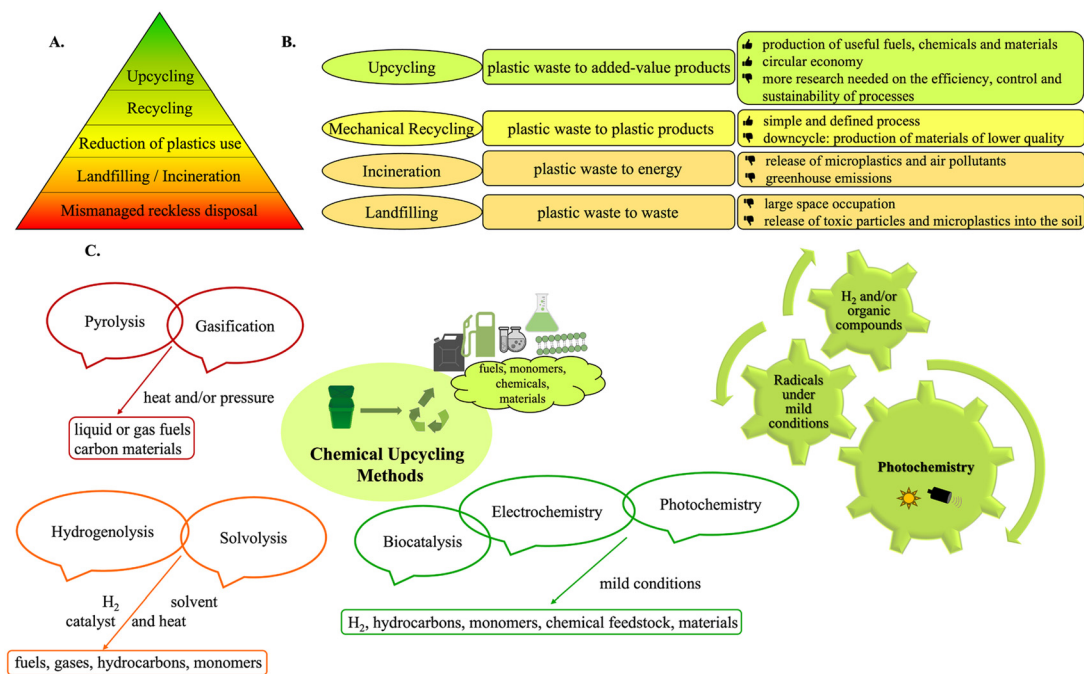 A.
Upcycling
Recycling
Reduction of plastics use
Landfilling / Incineration
Mismanaged reckless disposal
B.
Upcycling
plastic waste to added-value products
production of useful fuels, chemicals and materials
circular economy
more research needed on the efficiency, control and
sustainability of processes
Mechanical Recycling
plastic waste to plastic products
simple and defined process
downcycle: production of materials of lower quality
Incineration
plastic waste to energy
release of microplastics and air pollutants
greenhouse emissions
Landfilling
plastic waste to waste
large space occupation
release of toxic particles and microplastics into the soil
C.
Pyrolysis
Gasification
heat and/or pressure
liquid or gas fuels
carbon materials
fuels, monomers,
chemicals,
materials
Chemical Upcycling
Methods
Hydrogenolysis
Solvolysis
H₂
solvent
catalyst
and heat
fuels, gases, hydrocarbons, monomers
Biocatalysis
Electrochemistry
Photochemistry
mild conditions
H₂, hydrocarbons, monomers, chemical feedstock, materials
H₂ and/or
organic
compounds
Radicals
under
mild
conditions
Photochemistry